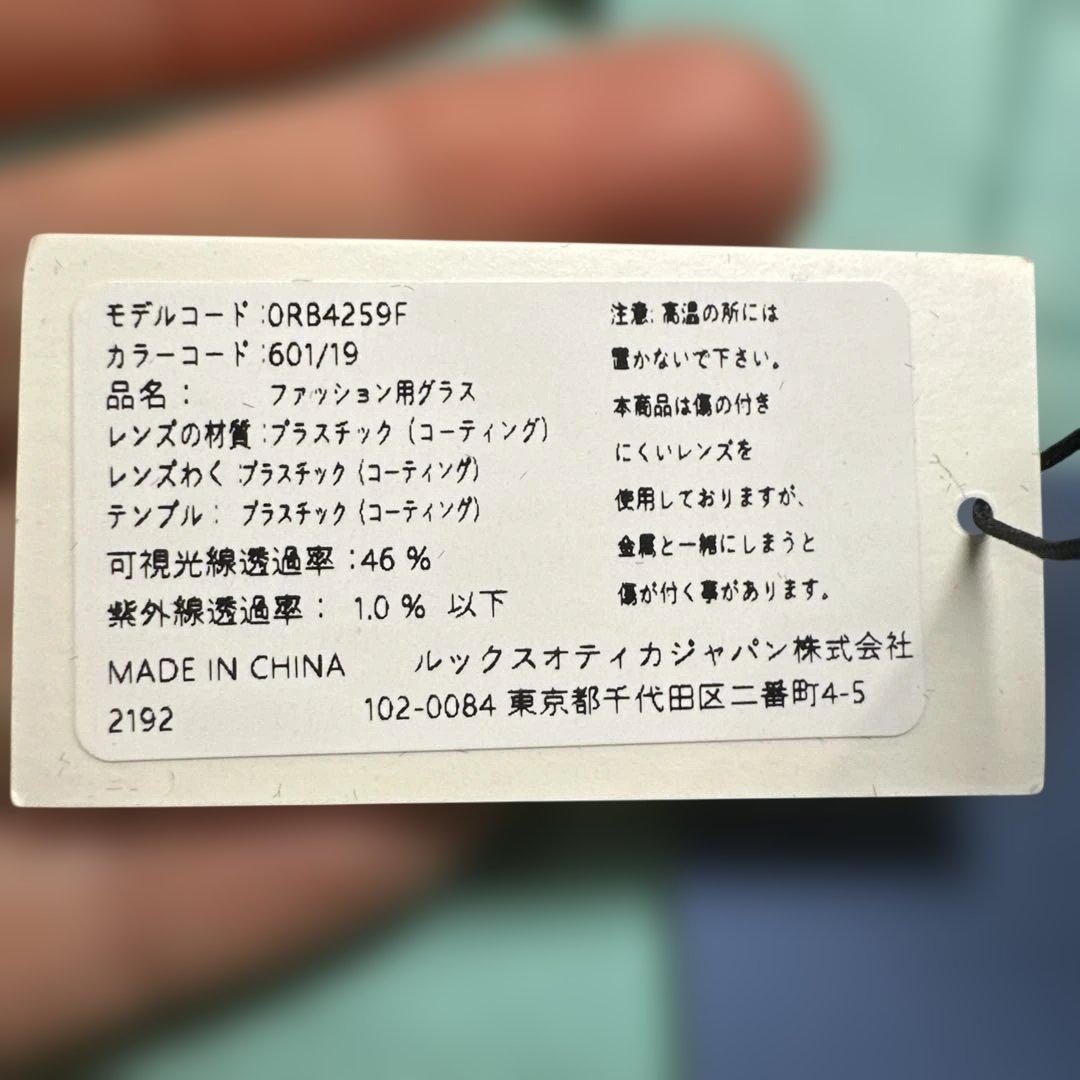 モデルコード:0RB4259F
カラーコード:601/19
品名: ファッション用グラス
レンズの材質:プラスチック(コーティング)
レンズわく:プラスチック(コーティング)
テンプル: プラスチック(コーティング)
可視光線透過率:46 %
紫外線透過率: 1.0 % 以下
注意:高温の所には
置かないで下さい。
本商品は傷の付き
にくいレンズを
使用しておりますが、
金属と一緒にしまうと
傷が付く事があります。
MADE IN CHINA ルックスオティカジャパン株式会社
2192 102-0084 東京都千代田区二番町4-5